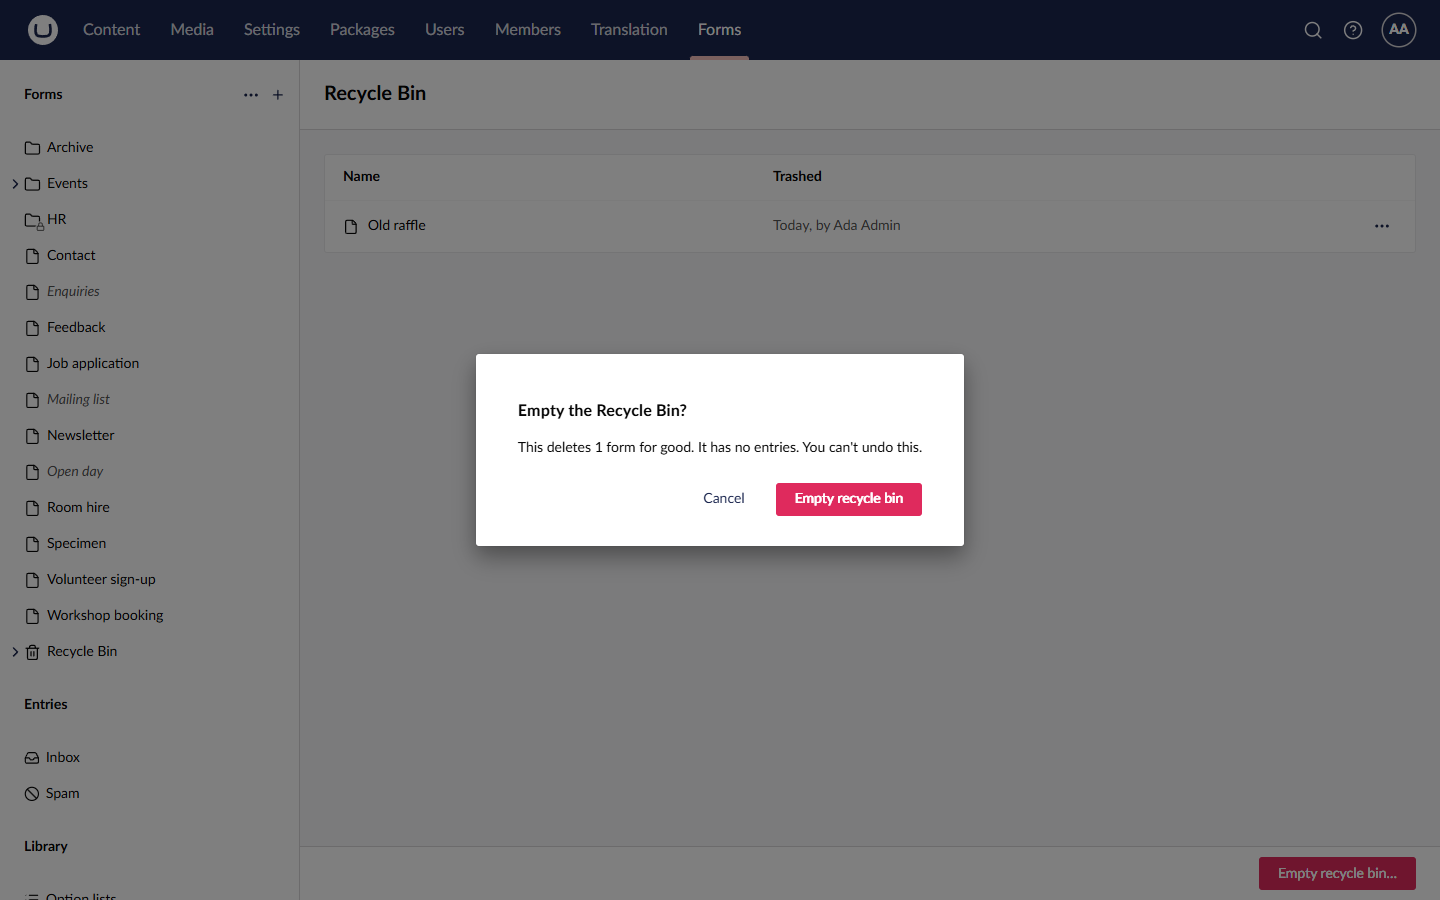 Content Media Settings Packages Users Members Translation Forms AA
Forms
Archive
Events
HR
Contact
Enquiries
Feedback
Job application
Mailing list
Newsletter
Open day
Room hire
Specimen
Volunteer sign-up
Workshop booking
Recycle Bin
Entries
Inbox
Spam
Library
Option lists
Recycle Bin
Name Trashed
Old raffle Today, by Ada Admin
Empty the Recycle Bin?
This deletes 1 form for good. It has no entries. You can't undo this.
Cancel Empty recycle bin
Empty recycle bin...